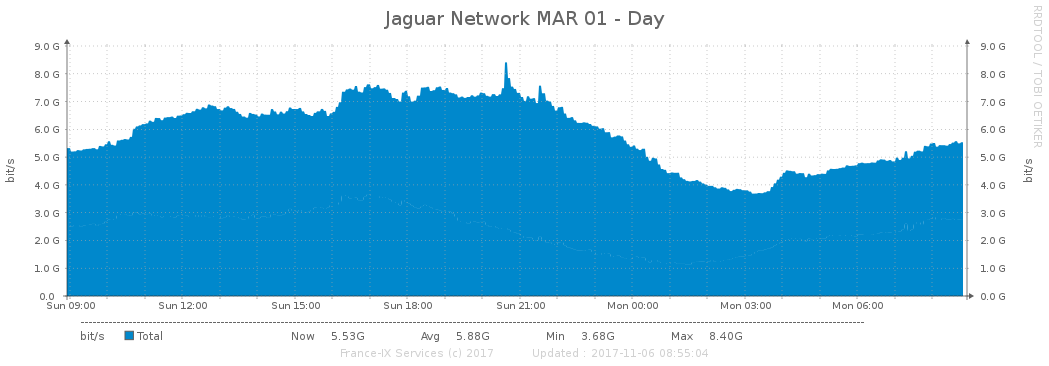 Jaguar Network MAR 01 - Day
RRDTOOL / TOBI OETIKER
9.0 G 9.0 G
8.0 G 8.0 G
7.0 G 7.0 G
6.0 G 6.0 G
5.0 G 5.0 G
4.0 G 4.0 G
3.0 G 3.0 G
2.0 G 2.0 G
1.0 G 1.0 G
0.0 0.0 G
bit/s
bit/s
Sun 09:00 Sun 12:00 Sun 15:00 Sun 18:00 Sun 21:00 Mon 00:00 Mon 03:00 Mon 06:00
bit/s Total Now 5.53G Avg 5.88G Min 3.68G Max 8.40G
France-IX Services (c) 2017 Updated : 2017-11-06 08:55:04